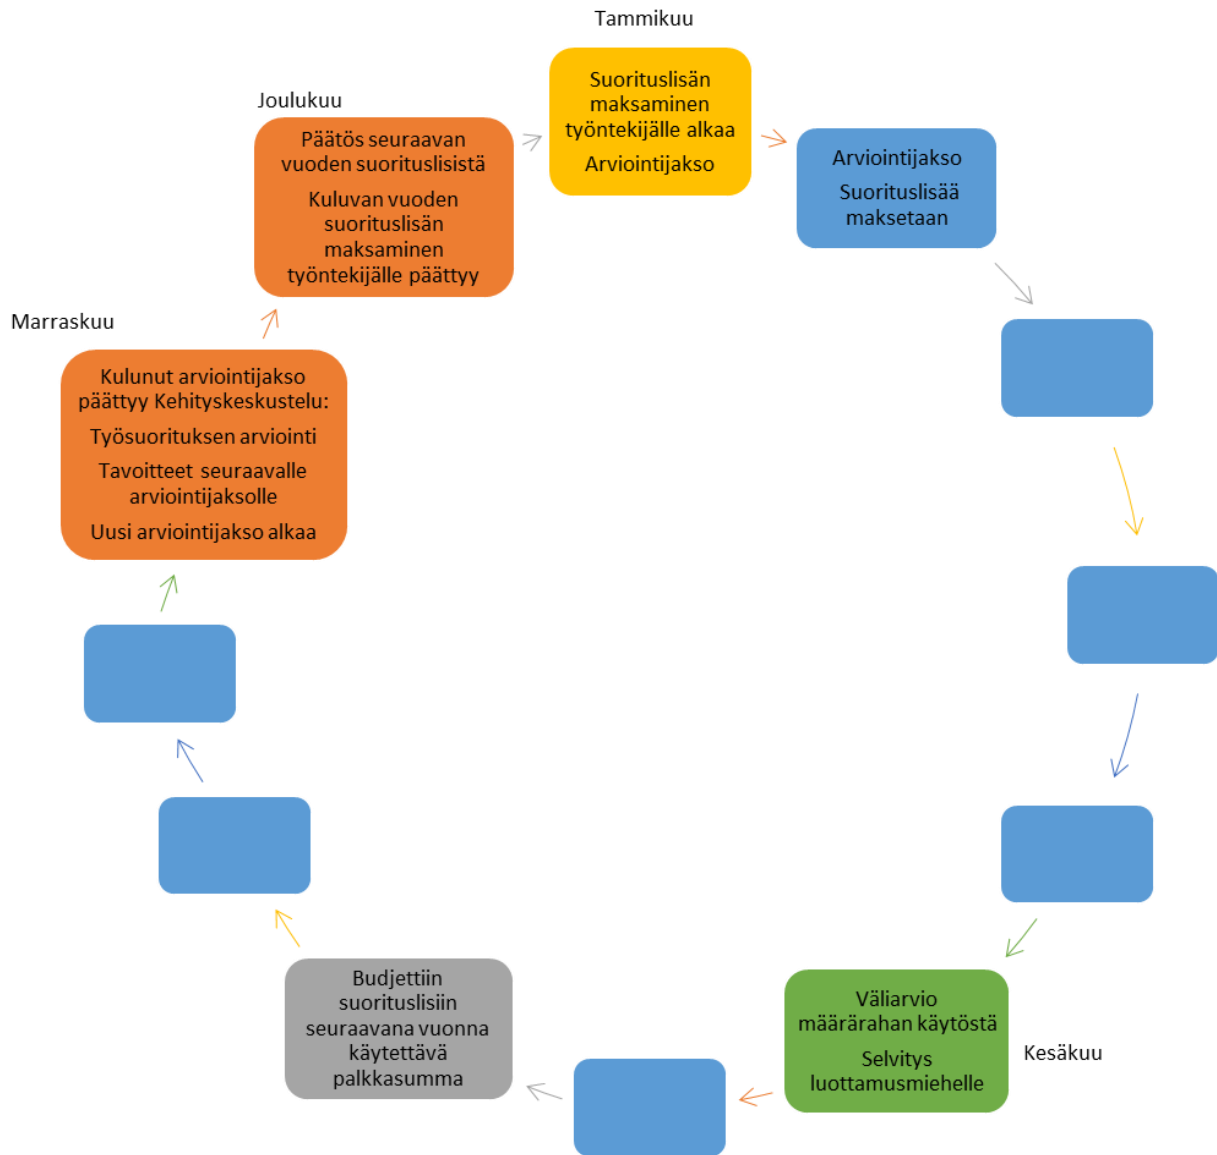 Tammikuu
Suorituslisän
maksaminen
työntekijälle alkaa
Arviointijakso
Arviointijakso
Suorituslisää
maksetaan
Kesäkuu
Väliarvio
määrärahan käytöstä
Selvitys
luottamusmiehelle
Budjettiin
suorituslisiin
seuraavana vuonna
käytettävä
palkkasumma
Marraskuu
Kulunut arviointijakso
päättyy Kehityskeskustelu:
Työsuorituksen arviointi
Tavoitteet seuraavalle
arviointijaksolle
Uusi arviointijakso alkaa
Joulukuu
Päätös seuraavan
vuoden suorituslisistä
Kuluvan vuoden
suorituslisän
maksaminen
työntekijälle päättyy